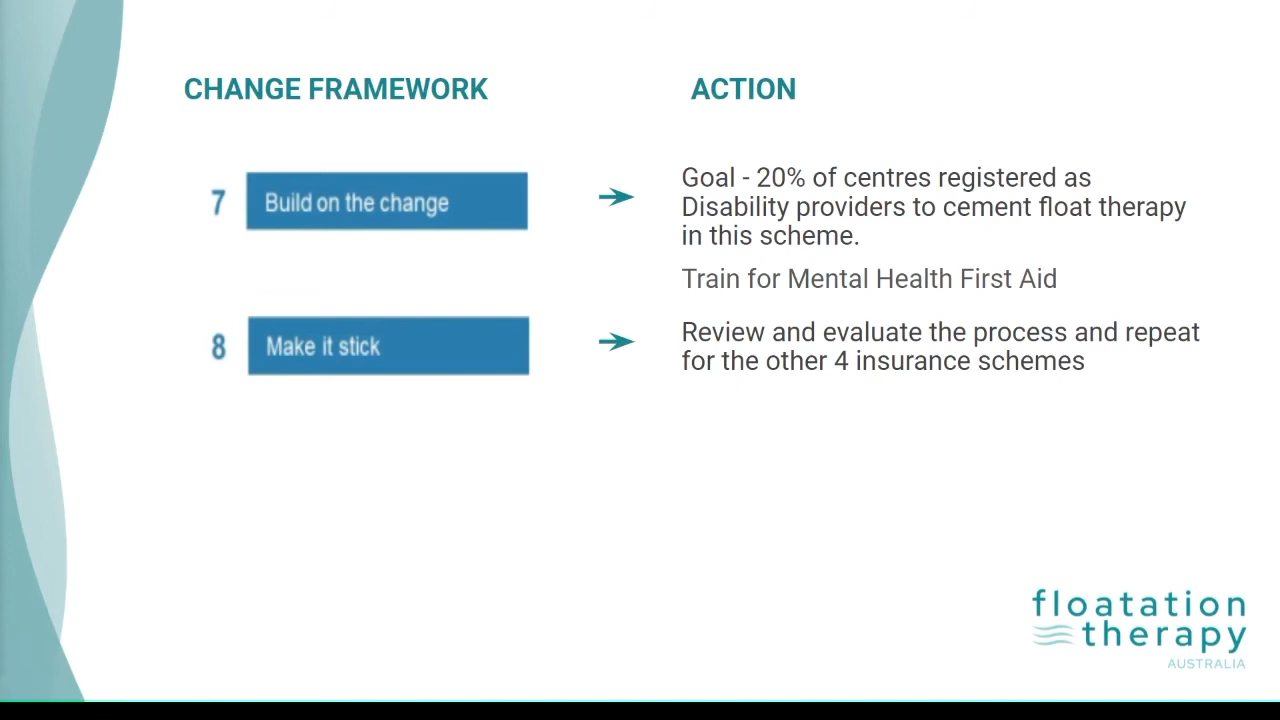 CHANGE FRAMEWORK
ACTION
7
Build on the change
Goal - 20% of centres registered as
Disability providers to cement float therapy
in this scheme.
Train for Mental Health First Aid
8
Make it stick
Review and evaluate the process and repeat
for the other 4 insurance schemes
floatation
therapy
AUSTRALIA